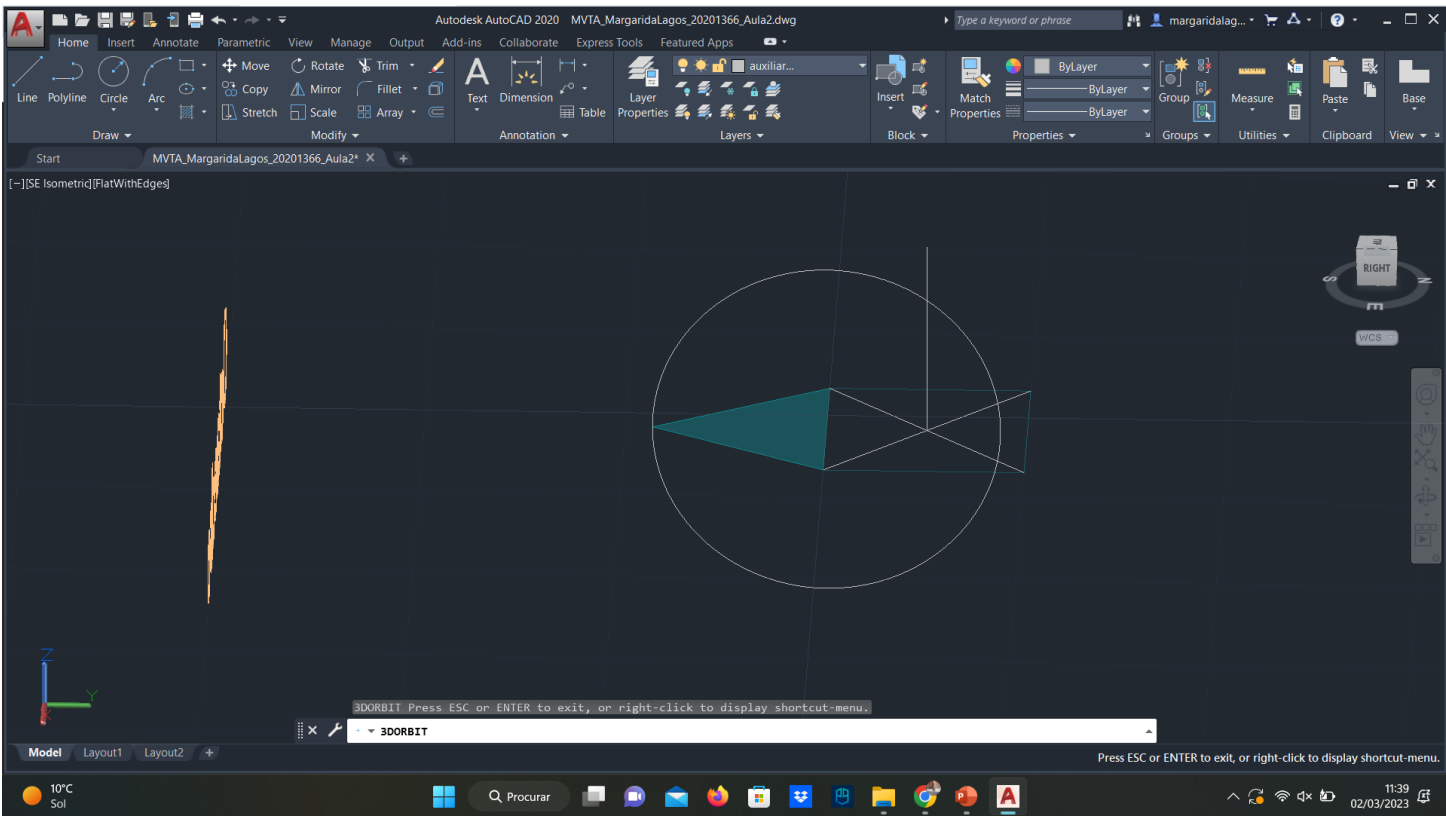 Autodesk AutoCAD 2020 MVTA_MargaridaLagos_20201366_Aula2.dwg
Type a keyword or phrase
margaridalag...
Home Insert Annotate Parametric View Manage Output Add-ins Collaborate Express Tools Featured Apps
Move Rotate Trim auxiliar... ByLayer
Copy Mirror Fillet ByLayer
Line Polyline Circle Arc Text Dimension Layer Properties Insert Match Properties Group Measure Paste Base
Stretch Scale Array Table ByLayer
Draw Modify Annotation Layers Block Properties Groups Utilities Clipboard View
Start MVTA_MargaridaLagos_20201366_Aula2* +
[-][SE Isometric][FlatWithEdges]
RIGHT
S N
E
WCS
Z
Y
X
3DORBIT Press ESC or ENTER to exit, or right-click to display shortcut-menu.
3DORBIT
Model Layout1 Layout2 +
Press ESC or ENTER to exit, or right-click to display shortcut-menu.
10°C
Sol
Procurar
11:39
02/03/2023